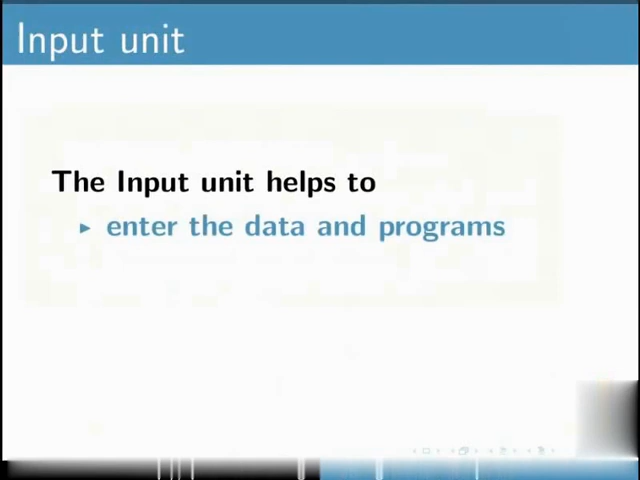 Input unit
The Input unit helps to
enter the data and programs